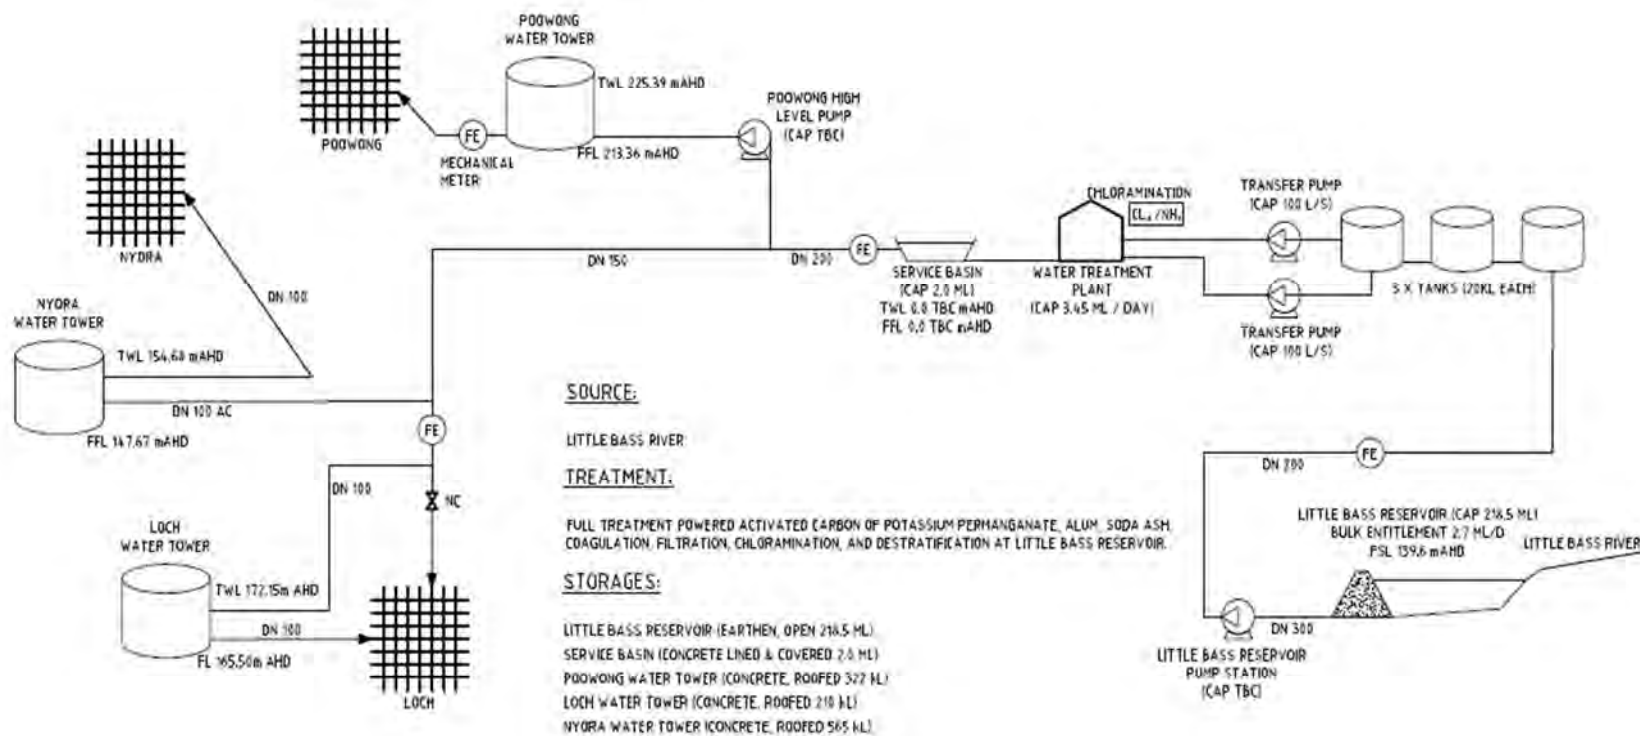 POOWONG
WATER TOWER
TWL 225.39 mAHD
FFL 213.36 mAHD
POOWONG
FE
MECHANICAL
METER
POOWONG HIGH
LEVEL PUMP
(CAP TBC)
NYORA
DN 100
NYORA
WATER TOWER
TWL 154.68 mAHD
DN 100 AC
FFL 147.67 mAHD
DN 150
DN 200
FE
SERVICE BASIN
(CAP 2.0 ML)
TWL 0.0 TBC mAHD
FFL 0.0 TBC mAHD
CHLORAMINATION
WATER TREATMENT
PLANT
(CAP 3.45 ML / DAY)
TRANSFER PUMP
(CAP 100 L/S)
TRANSFER PUMP
(CAP 100 L/S)
TANKS (20KL EACH)
FE
DN 100
NC
LOCH
WATER TOWER
TWL 172.15m AHD
FL 165.50m AHD
LOCH
SOURCE:
LITTLE BASS RIVER
TREATMENT:
FULL TREATMENT POWERED ACTIVATED CARBON OF POTASSIUM PERMANGANATE, ALUM, SODA ASH,
COAGULATION, FILTRATION, CHLORAMINATION, AND DESTRATIFICATION AT LITTLE BASS RESERVOIR.
STORAGES:
LITTLE BASS RESERVOIR (EARTHEN, OPEN 218.5 ML)
SERVICE BASIN (CONCRETE LINED & COVERED 2.0 ML)
POOWONG WATER TOWER (CONCRETE, ROOFED 322 kL)
LOCH WATER TOWER (CONCRETE, ROOFED 210 kL)
NYORA WATER TOWER (CONCRETE, ROOFED 565 kL)
FE
DN 200
LITTLE BASS RESERVOIR (CAP 218.5 ML)
BULK ENTITLEMENT 2.7 ML/D
FSL 139.6 mAHD
LITTLE BASS RIVER
DN 300
LITTLE BASS RESERVOIR
PUMP STATION
(CAP TBC)